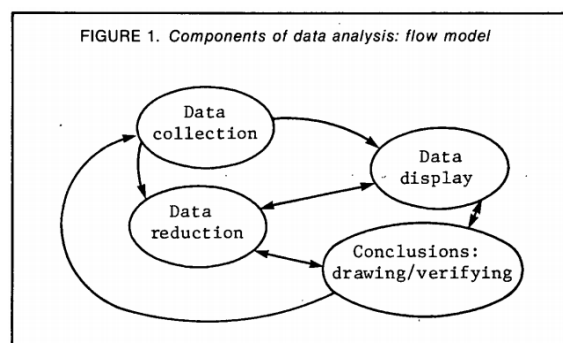 FIGURE 1. Components of data analysis: flow model
Data
collection
Data
display
Data
reduction
Conclusions:
drawing/verifying